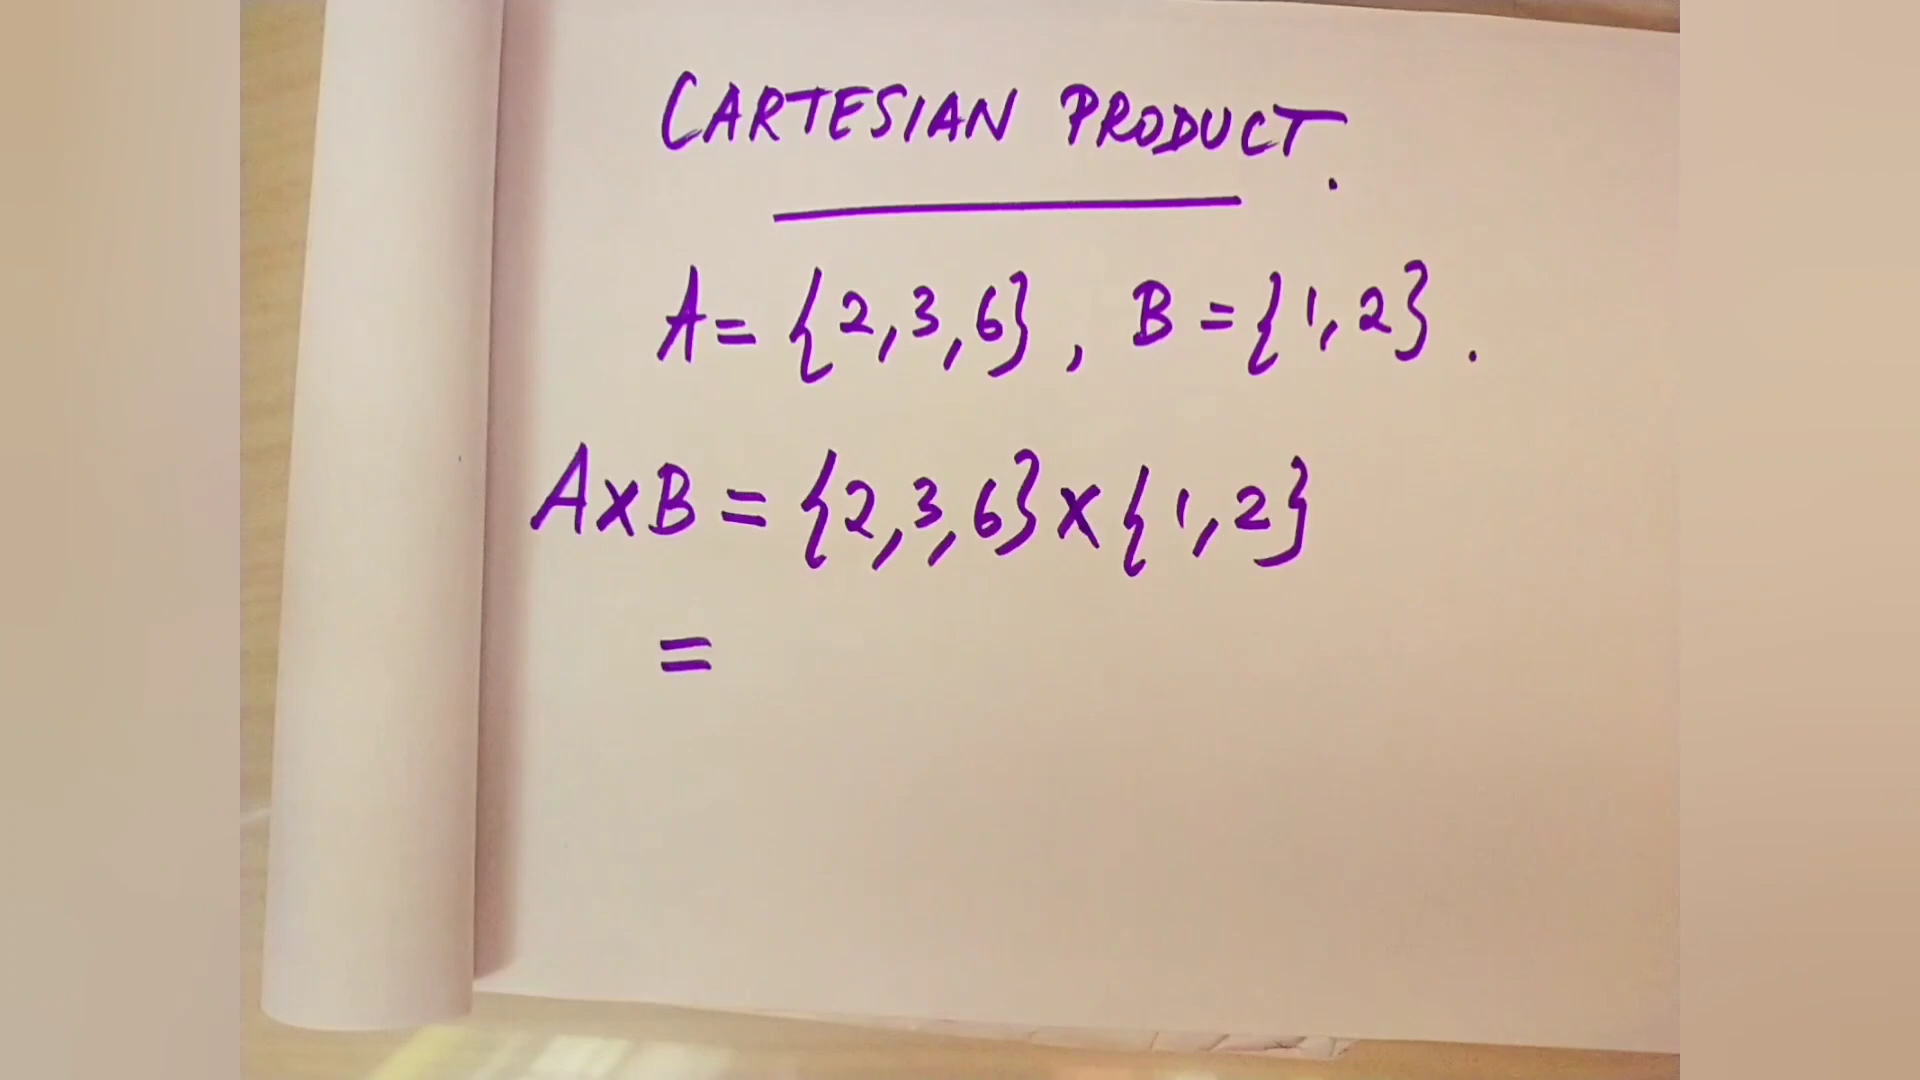 CARTESIAN PRODUCT.
A = {2,3,6}, B = {1,2}.
A×B = {2,3,6}×{1,2}
=